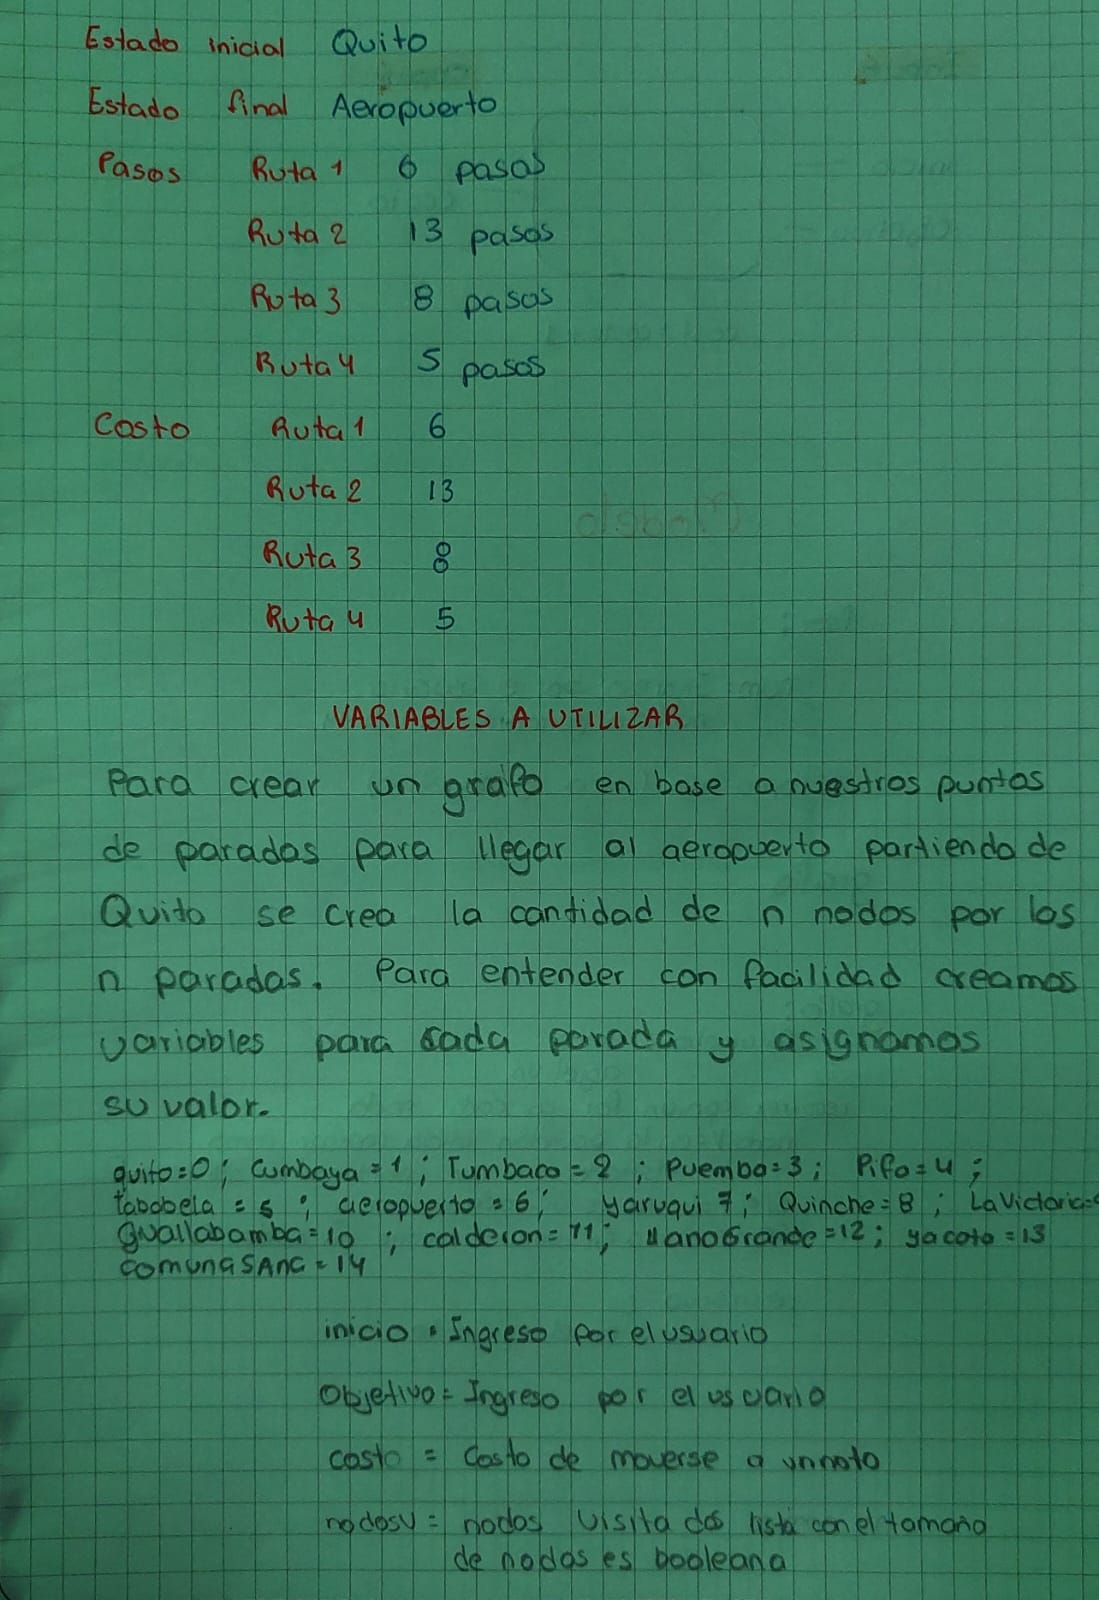 Estado inicial Quito
Estado final Aeropuerto
Pasos Ruta 1 6 pasos
Ruta 2 13 pasos
Ruta 3 8 pasos
Ruta 4 5 pasos
Costo Ruta 1 6
Ruta 2 13
Ruta 3 8
Ruta 4 5
VARIABLES A UTILIZAR
Para crear un grafo en base a nuestros puntos
de paradas para llegar al aeropuerto partiendo de
Quito se crea la cantidad de n nodos por los
n paradas. Para entender con facilidad creamos
variables para cada parada y asignamos
su valor.
quito=0; Cumbaya=1; Tumbaco=2; Puembo=3; Pifo=4;
tababela=5; aeropuerto=6; yaruqui 7; Quinche=8; La Victoria=
Guallabamba=10; calderon=11; llanoGrande=12; yacoto=13
comunaSAna=14
inicio = Ingreso por el usuario
Objetivo = Ingreso por el usuario
costo = Costo de moverse a un noto
nodosV = nodos visitados lista con el tamaño
de nodos es booleana